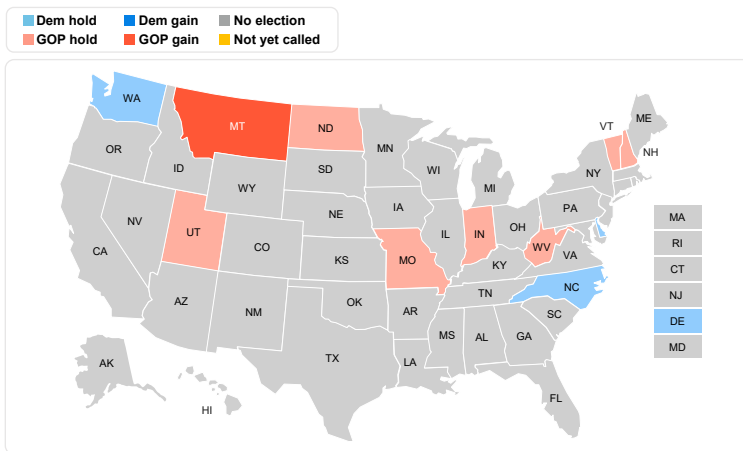 Dem hold Dem gain No election
GOP hold GOP gain Not yet called
WA
MT
ND
VT
ME
OR
ID
MN
NH
WY
SD
WI
MI
NY
NV
UT
NE
IA
PA
CA
CO
IL
IN
OH
WV
VA
KS
MO
KY
NC
AZ
NM
OK
AR
TN
SC
MS
AL
GA
TX
LA
FL
AK
HI
MA
RI
CT
NJ
DE
MD